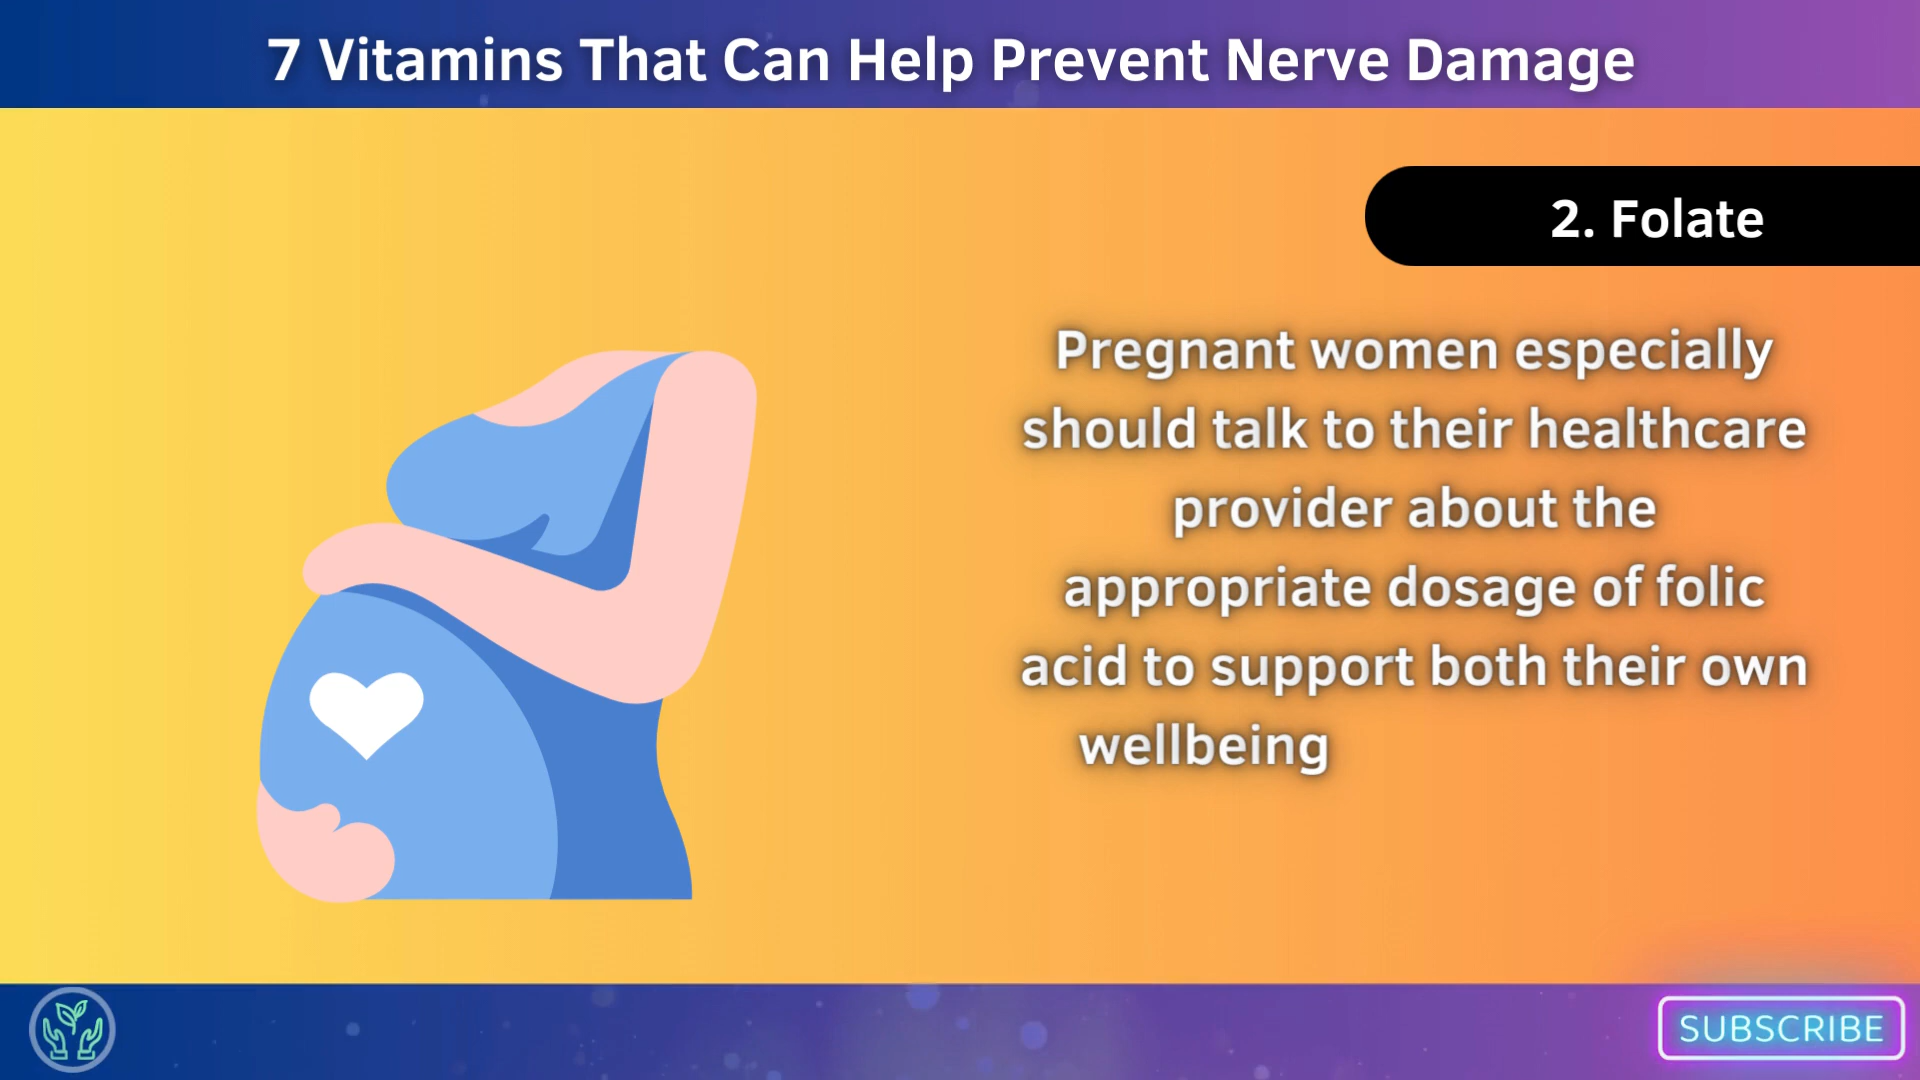 7 Vitamins That Can Help Prevent Nerve Damage
2. Folate
Pregnant women especially
should talk to their healthcare
provider about the
appropriate dosage of folic
acid to support both their own
wellbeing
SUBSCRIBE